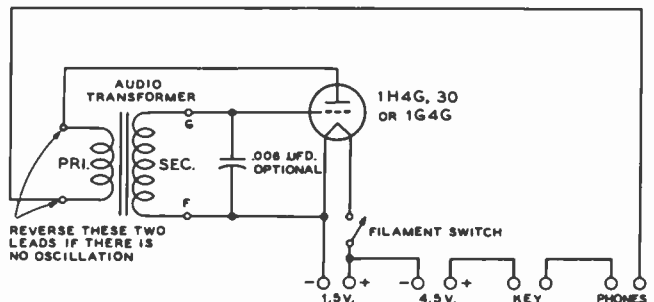 AUDIO
TRANSFORMER
1H4G, 30
OR 1G4G
G
PRI.
SEC.
.006 UFD.
OPTIONAL
F
REVERSE THESE TWO
LEADS IF THERE IS
NO OSCILLATION
FILAMENT SWITCH
- + - +
1.5 V. 4.5 V. KEY PHONES